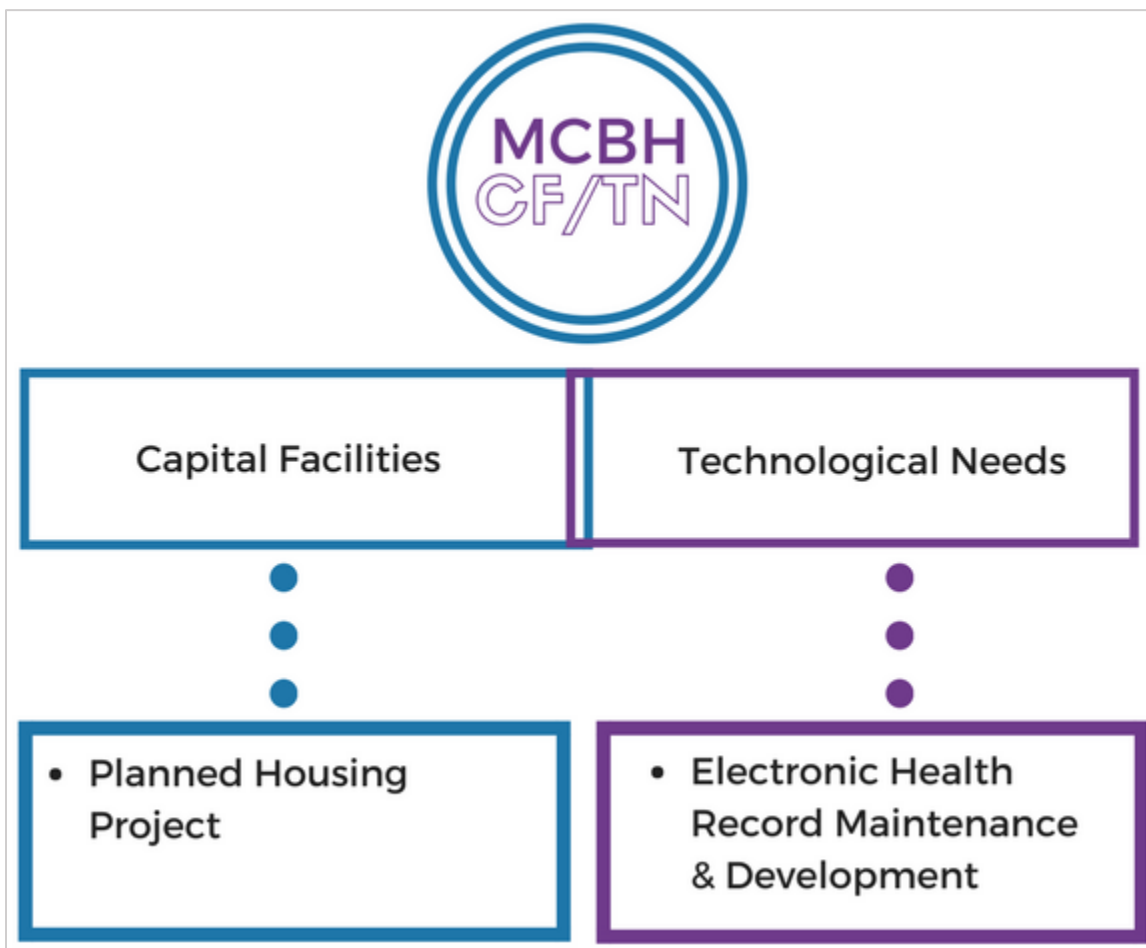 MCBH
CF/TN
Capital Facilities
Technological Needs
• Planned Housing
Project
• Electronic Health
Record Maintenance
& Development